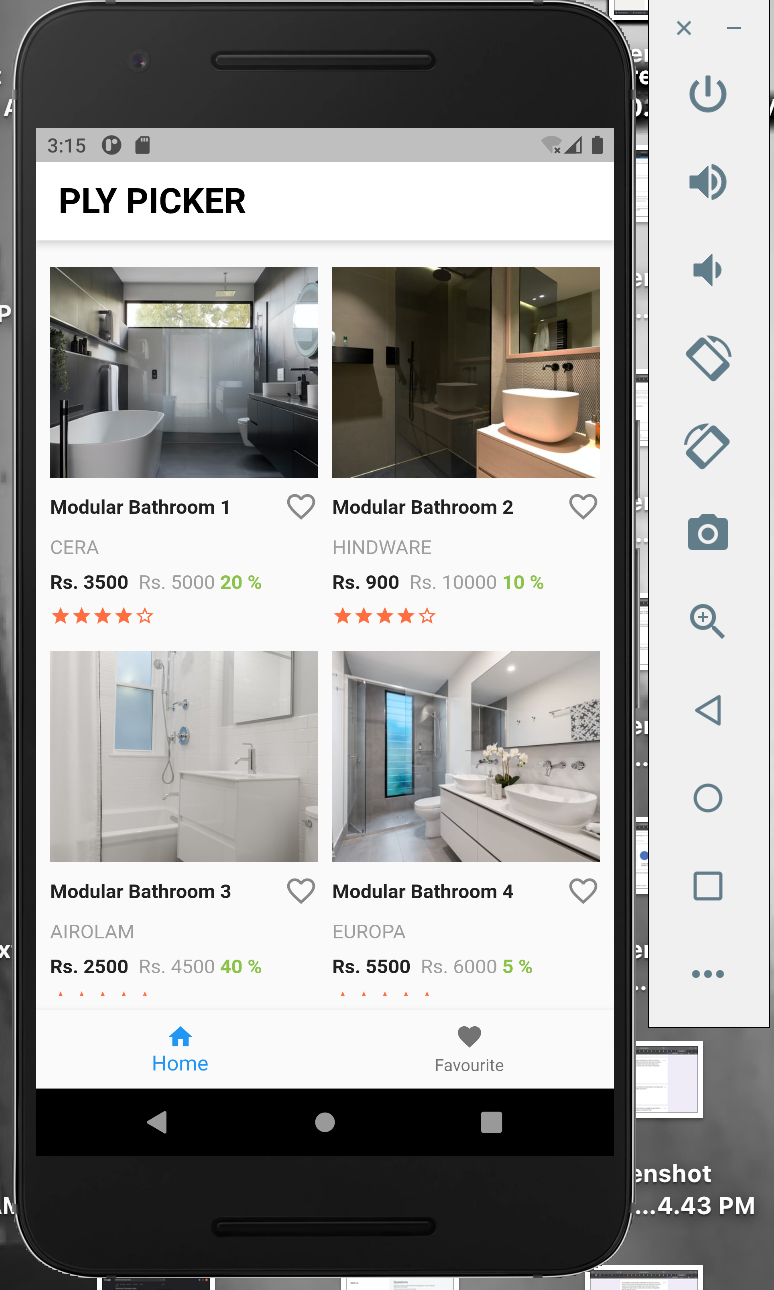 3:15
PLY PICKER
Modular Bathroom 1
CERA
Rs. 3500 Rs. 5000 20 %
Modular Bathroom 2
HINDWARE
Rs. 900 Rs. 10000 10 %
Modular Bathroom 3
AIROLAM
Rs. 2500 Rs. 4500 40 %
Modular Bathroom 4
EUROPA
Rs. 5500 Rs. 6000 5 %
Home
Favourite
enshot
...4.43 PM